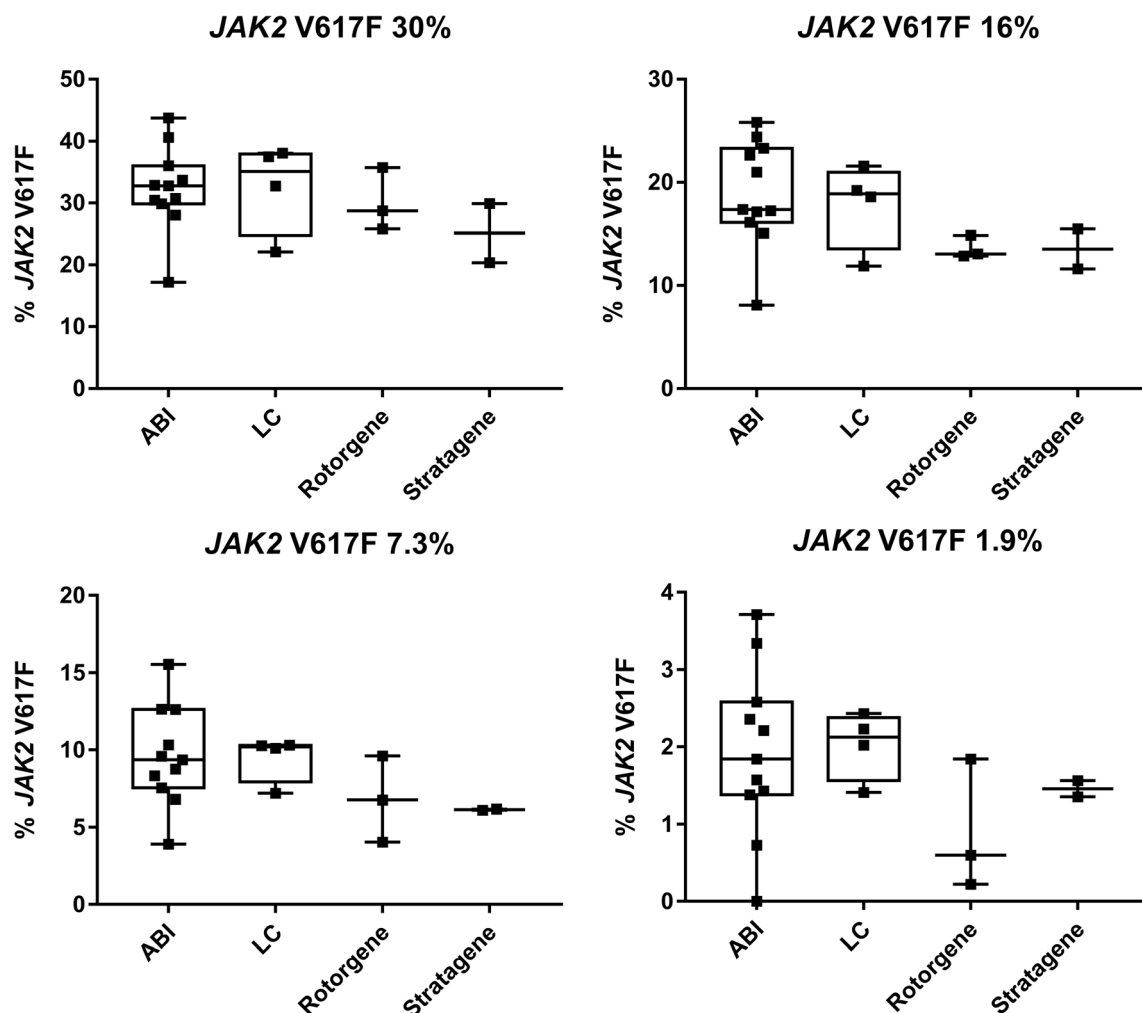 JAK2 V617F 30%
% JAK2 V617F
50
40
30
20
10
0
ABI
LC
Rotorgene
Stratagene
JAK2 V617F 16%
% JAK2 V617F
30
20
10
0
ABI
LC
Rotorgene
Stratagene
JAK2 V617F 7.3%
% JAK2 V617F
20
15
10
5
0
ABI
LC
Rotorgene
Stratagene
JAK2 V617F 1.9%
% JAK2 V617F
4
3
2
1
0
ABI
LC
Rotorgene
Stratagene